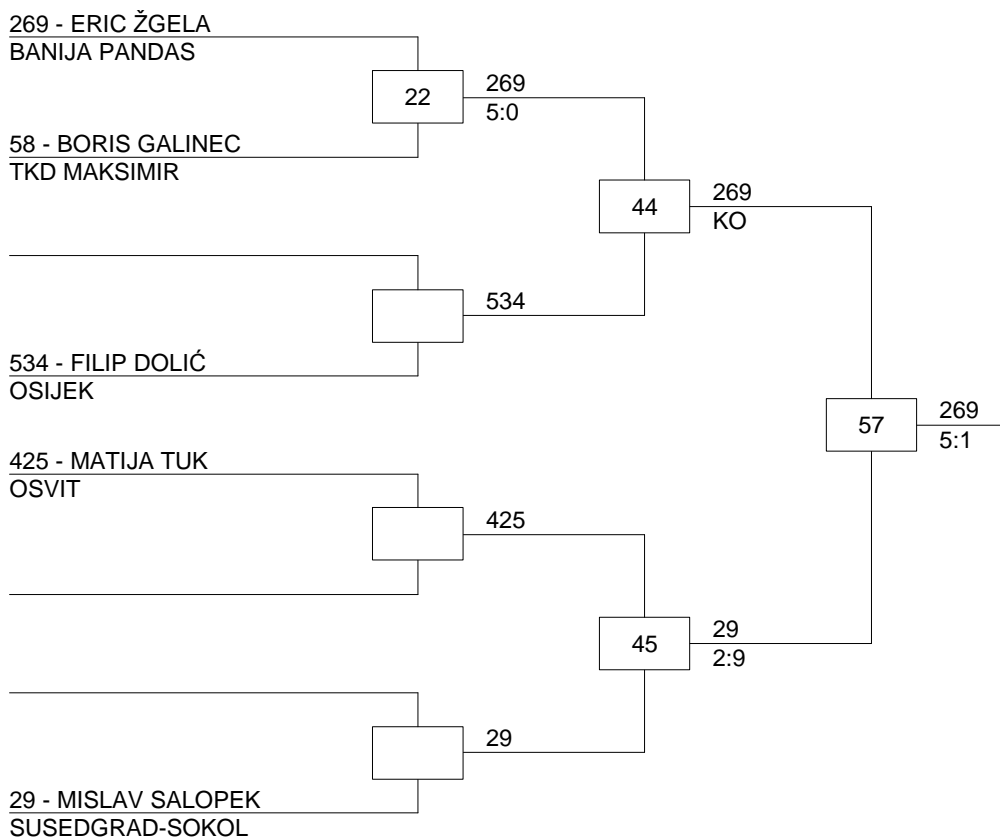 269 - ERIC ŽGELA
BANIJA PANDAS
22
269
5:0
58 - BORIS GALINEC
TKD MAKSIMIR
44
269
KO
534
534 - FILIP DOLIĆ
OSIJEK
57
269
5:1
425 - MATIJA TUK
OSVIT
425
45
29
2:9
29
29 - MISLAV SALOPEK
SUSEDGRAD-SOKOL